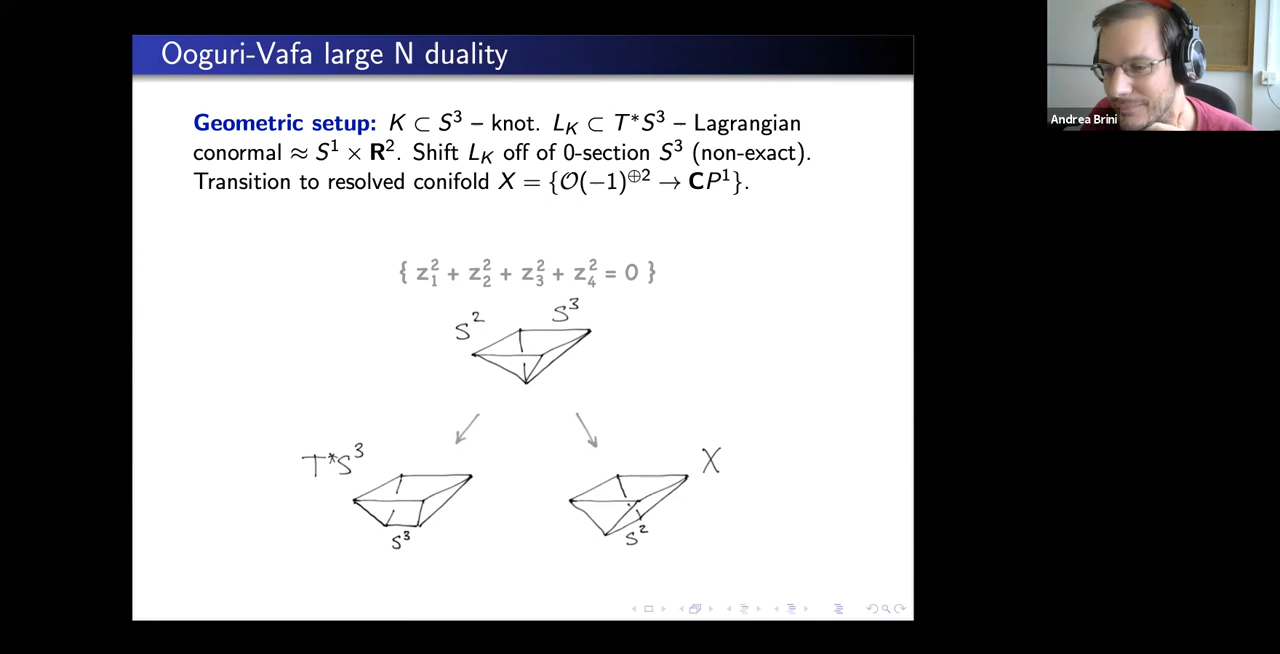 Ooguri-Vafa large N duality
Geometric setup: K ⊂ S³ – knot. L_K ⊂ T*S³ – Lagrangian
conormal ≈ S¹ × R². Shift L_K off of 0-section S³ (non-exact).
Transition to resolved conifold X = {O(−1)^{⊕2} → CP¹}.
{ z₁² + z₂² + z₃² + z₄² = 0 }
S² S³
T*S³ X
S³ S²
Andrea Brini